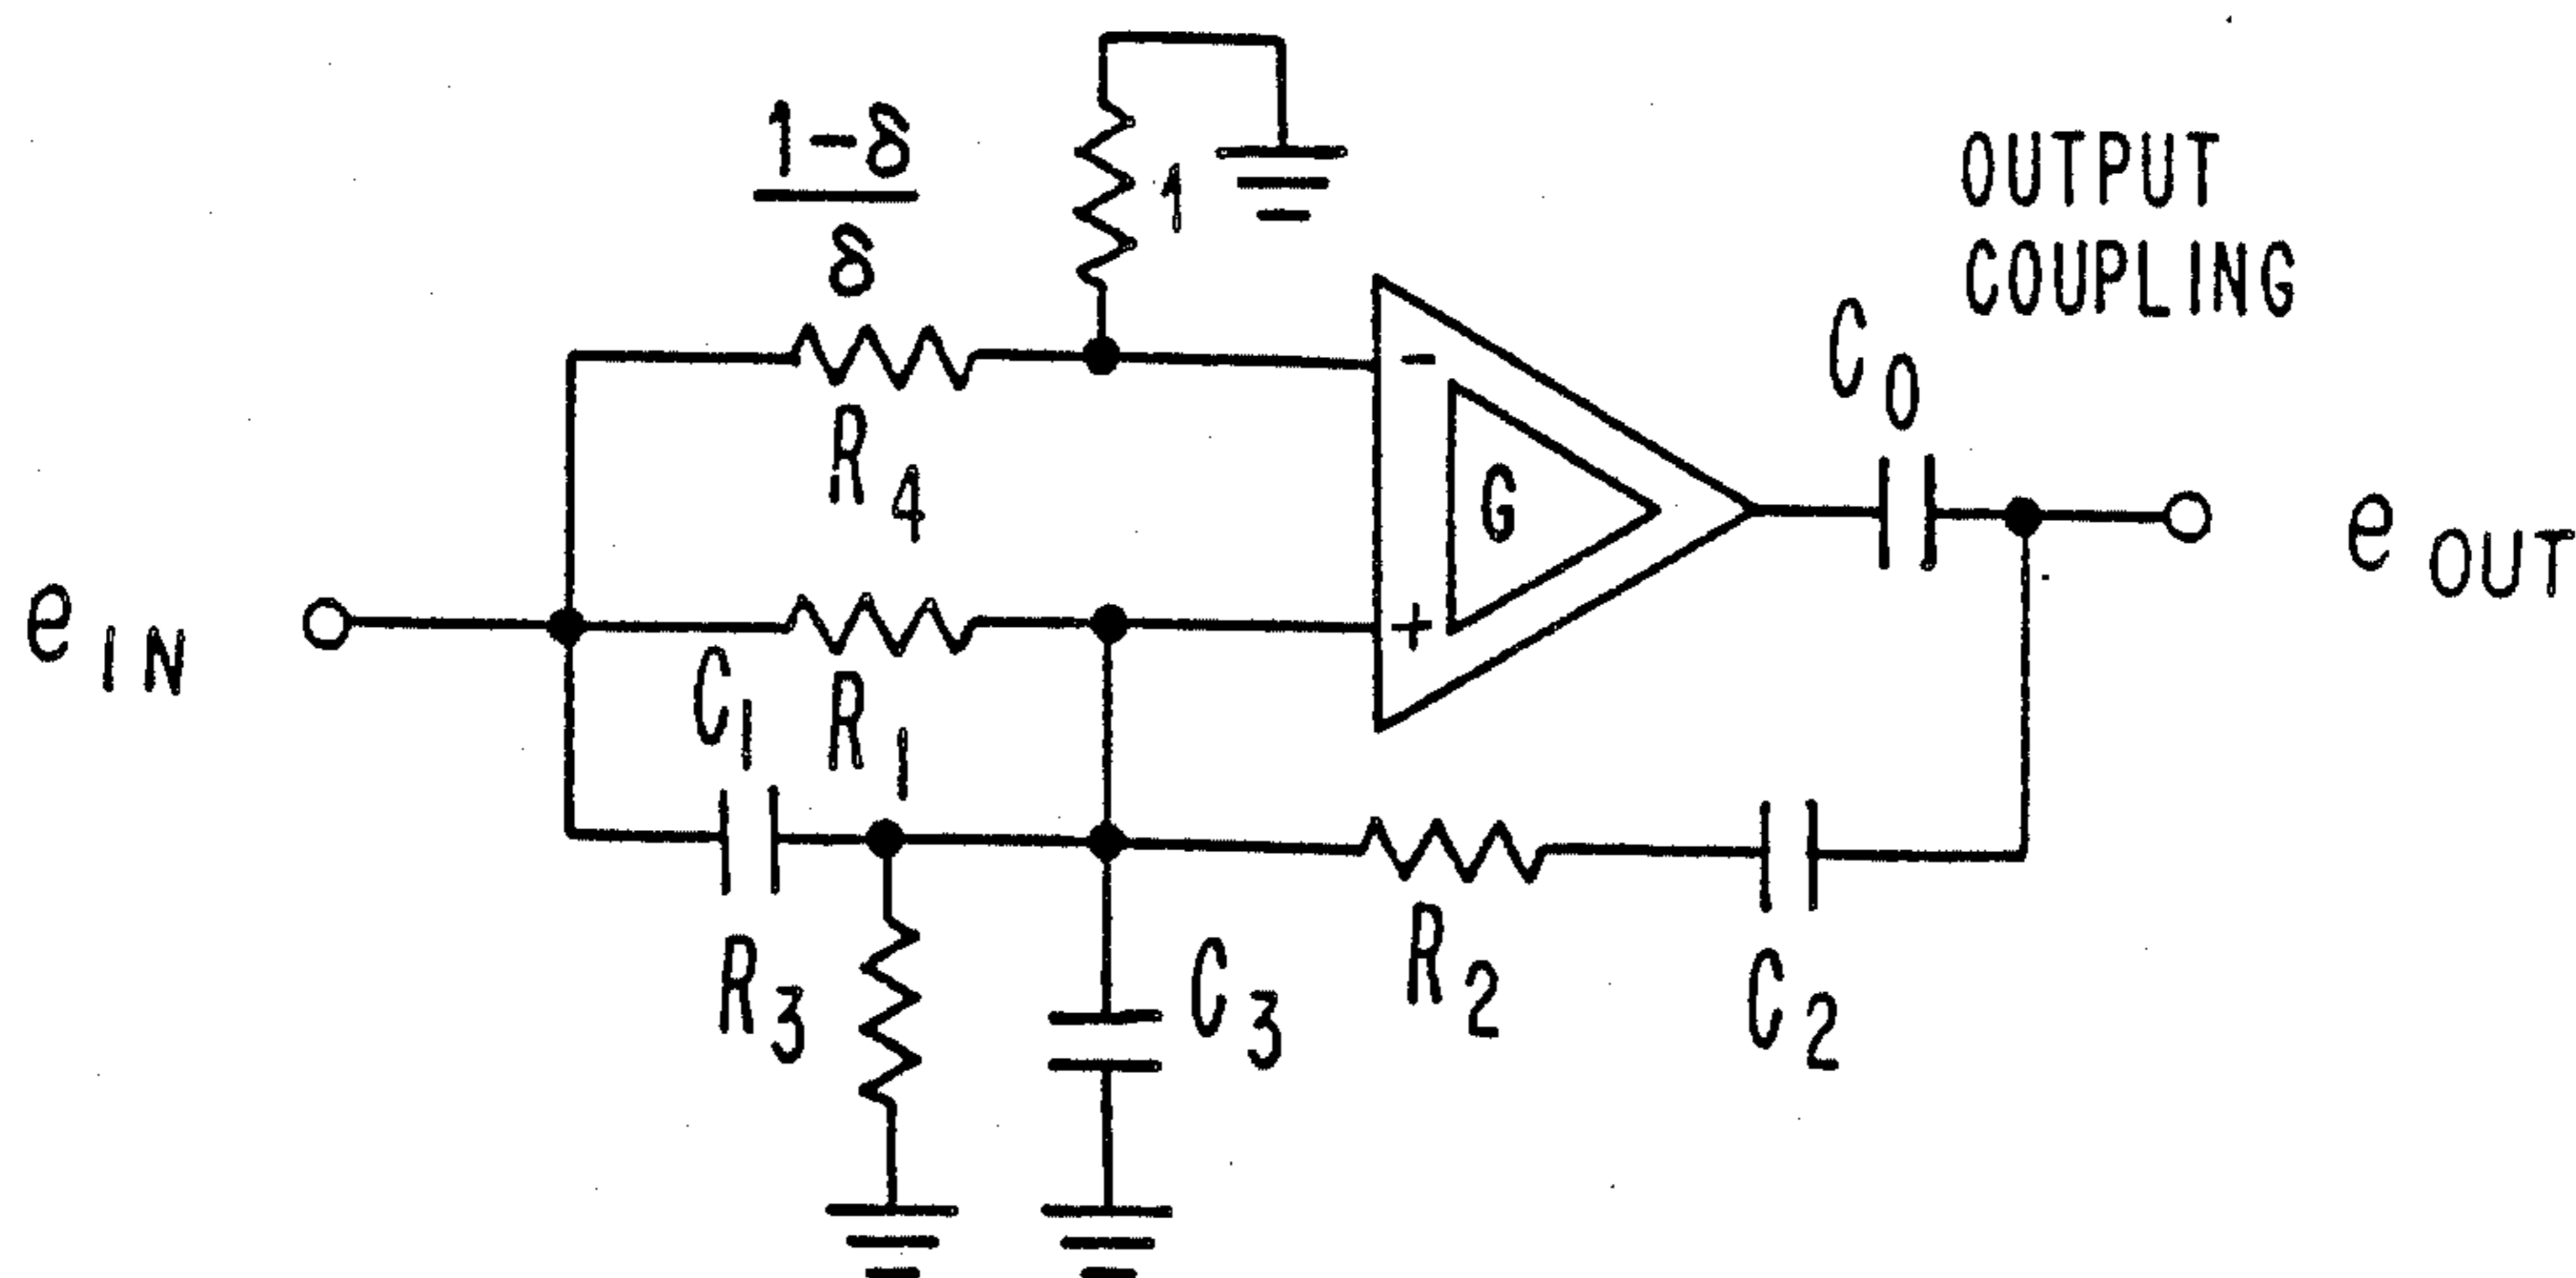 1-δ
δ
1
OUTPUT
COUPLING
C0
R4
G
-
+
eIN
eOUT
C1
R1
R3
C3
R2
C2